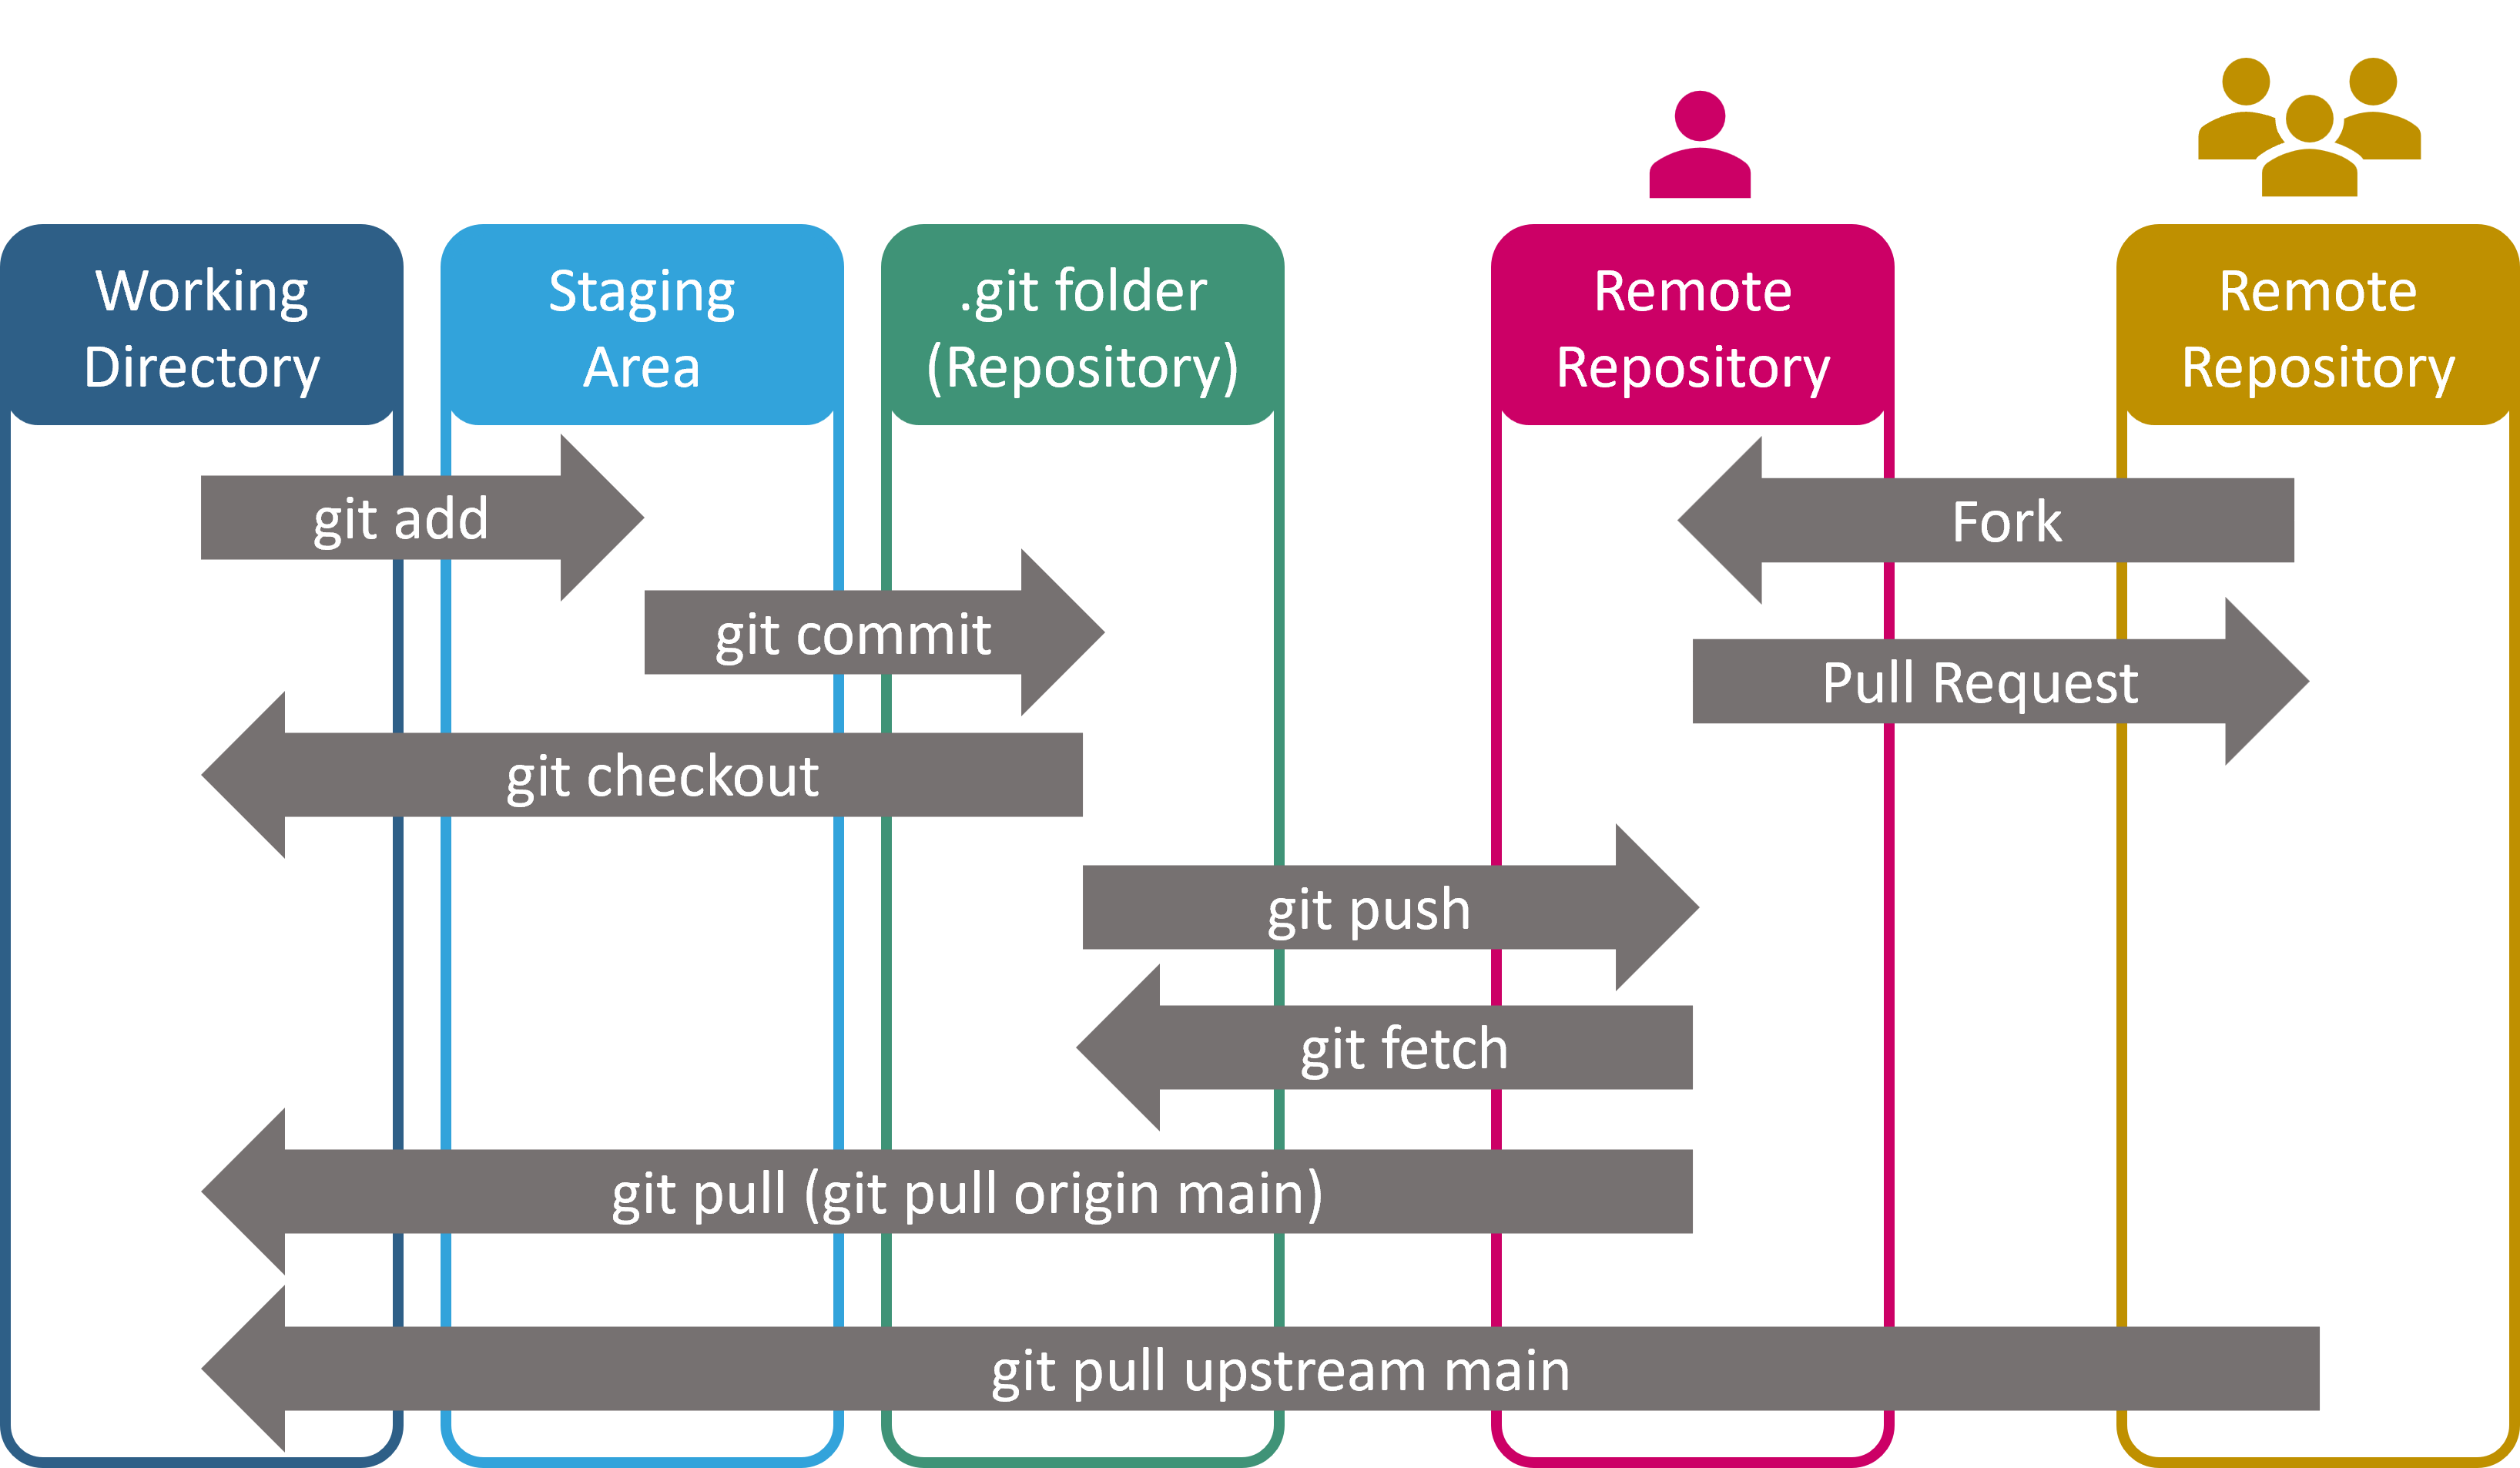 Working
Directory
Staging
Area
.git folder
(Repository)
Remote
Repository
Remote
Repository
git add
Fork
git commit
Pull Request
git checkout
git push
git fetch
git pull (git pull origin main)
git pull upstream main